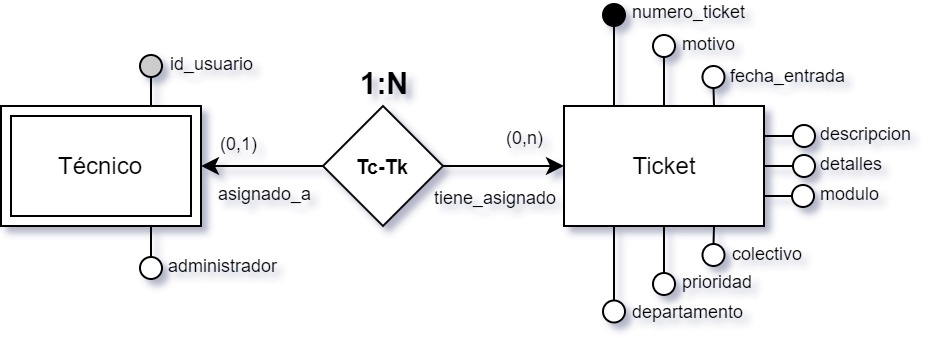 numero_ticket
motivo
id_usuario
fecha_entrada
1:N
descripcion
(0,1)
(0,n)
Técnico
Tc-Tk
Ticket
detalles
asignado_a
tiene_asignado
modulo
colectivo
administrador
prioridad
departamento